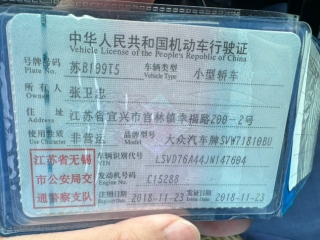 中华人民共和国机动车行驶证
Vehicle License of the People's Republic of China
号牌号码 苏B199T5 车辆类型 小型轿车
Plate No. Vehicle Type
所有人 张卫忠
Owner
住址 江苏省宜兴市官林镇幸福路290-2号
Address
使用性质 非营运 品牌型号 大众汽车牌SVW71810BU
Use Character Model
江苏省无锡 车辆识别代号 LSVD76A44JN147604
VIN
市公安局交 发动机号码 C15288
Engine No.
通警察支队 注册日期 2018-11-23 发证日期 2018-11-23
Register Date Issue Date